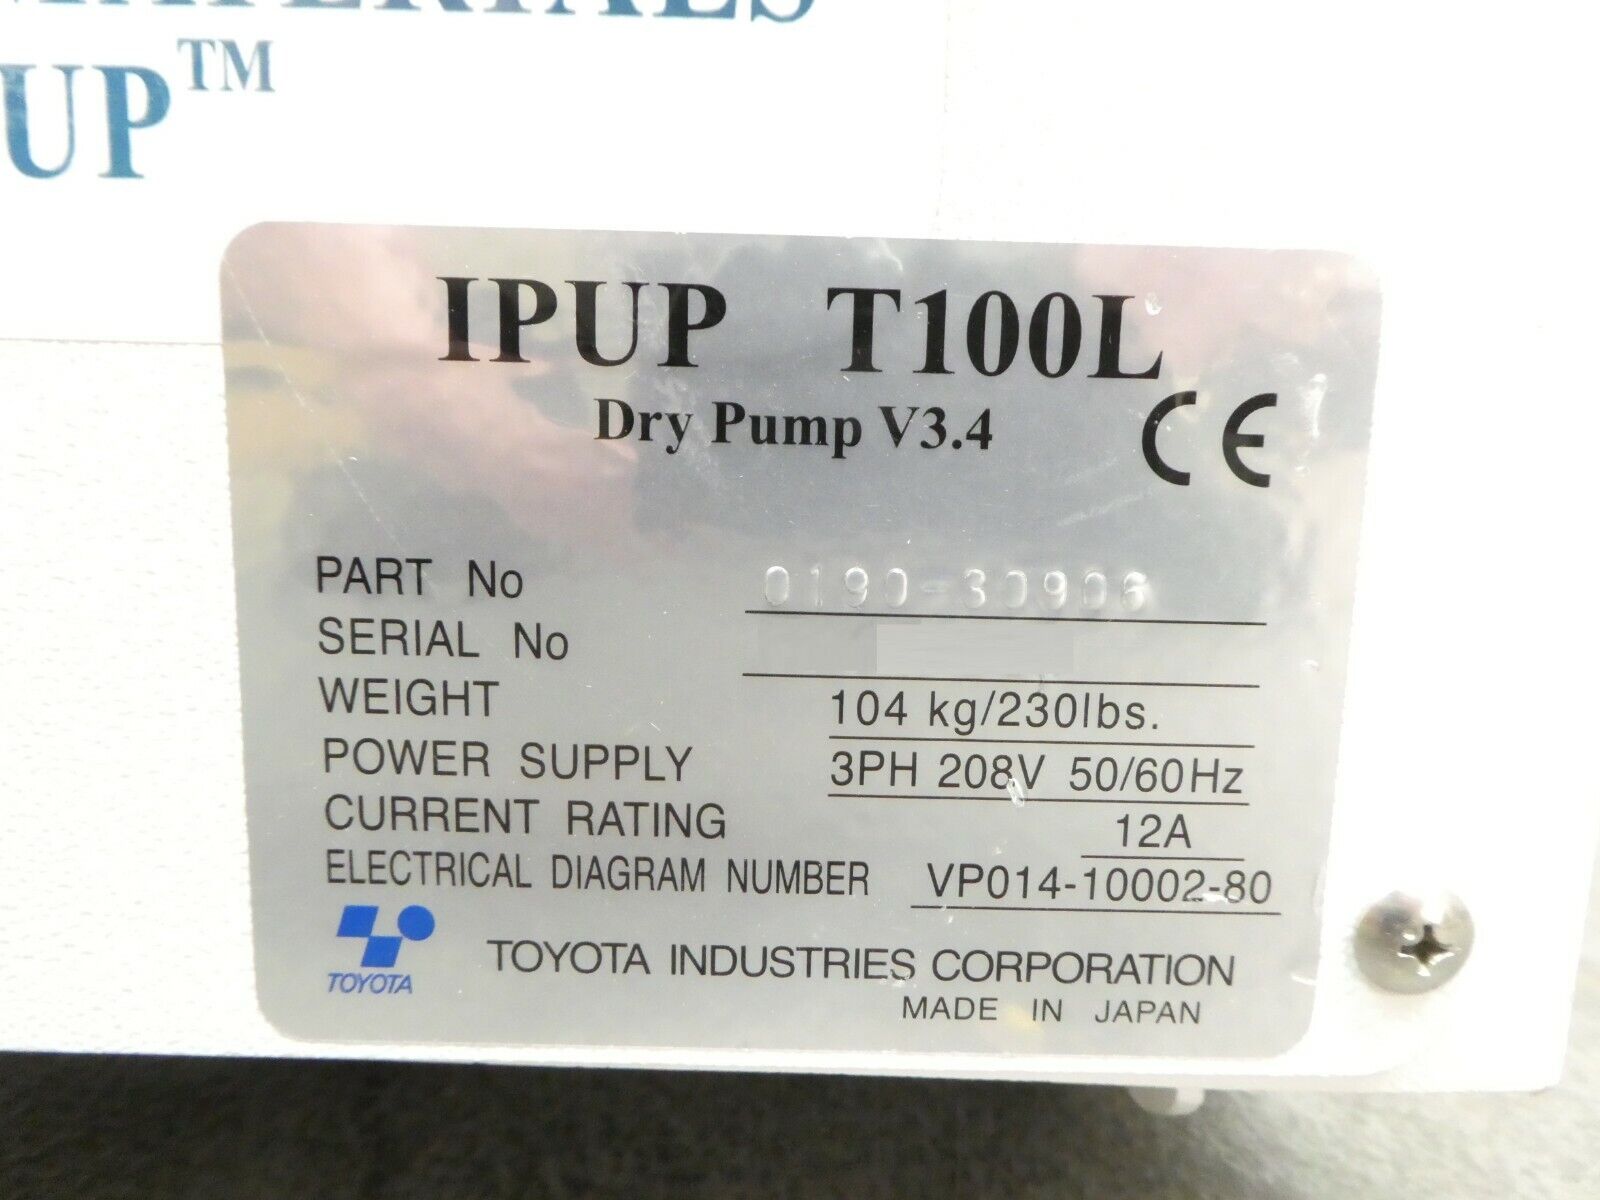 UP™
IPUP T100L
Dry Pump V3.4 CE
PART No 0190-30906
SERIAL No
WEIGHT 104 kg/230lbs.
POWER SUPPLY 3PH 208V 50/60Hz
CURRENT RATING 12A
ELECTRICAL DIAGRAM NUMBER VP014-10002-80
TOYOTA TOYOTA INDUSTRIES CORPORATION
MADE IN JAPAN